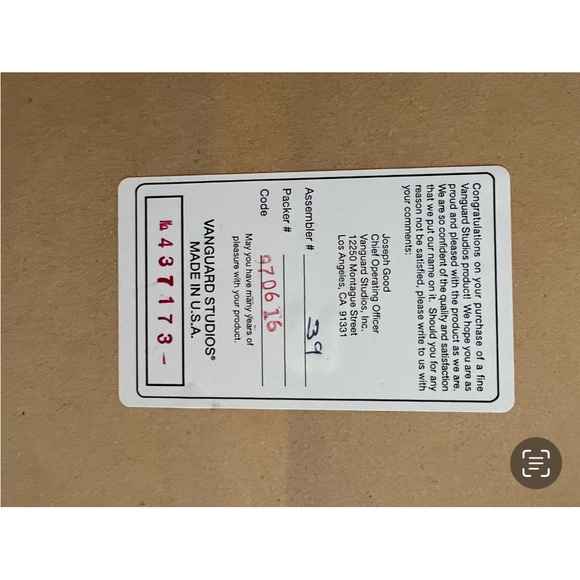 Congratulations on your purchase of a fine
Vanguard Studios product! We hope you are as
proud and pleased with the product as we are.
We are so confident of the quality and satisfaction
that we put our name on it. Should you for any
reason not be satisfied, please write to us with
your comments:
Joseph Good
Chief Operating Officer
Vanguard Studios, Inc.
12250 Montague Street
Los Angeles, CA 91331
Assembler # 39
Packer #
Code 970616
May you have many years of
pleasure with your product.
VANGUARD STUDIOS®
MADE IN U.S.A.
No 437173-